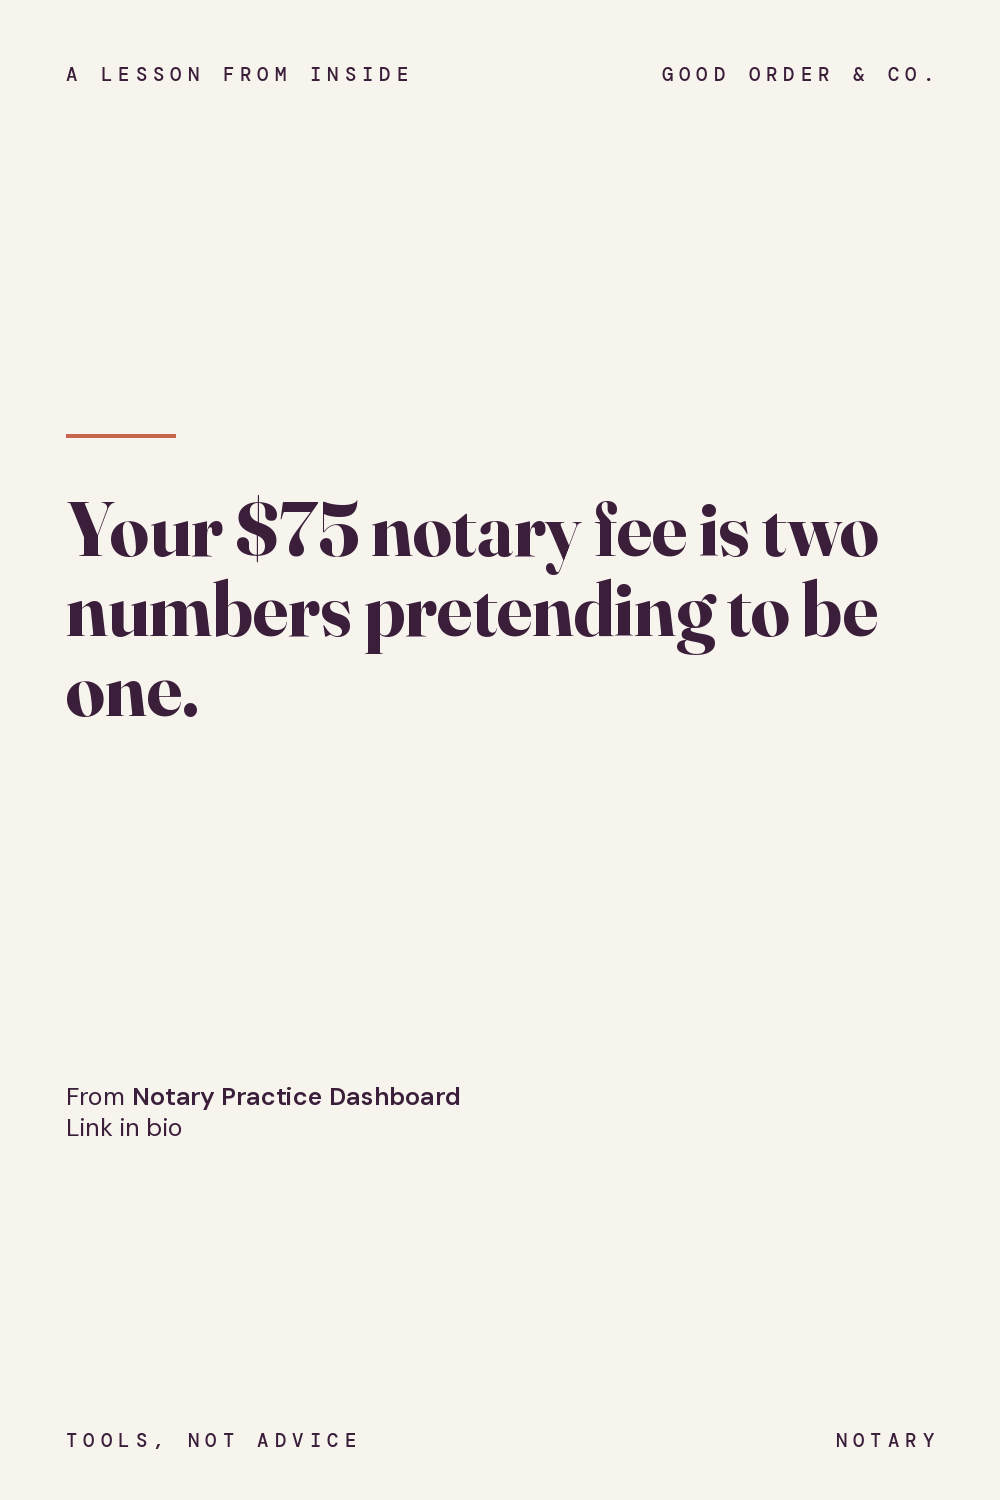 A LESSON FROM INSIDE
GOOD ORDER & CO.
Your $75 notary fee is two
numbers pretending to be
one.
From Notary Practice Dashboard
Link in bio
TOOLS, NOT ADVICE
NOTARY